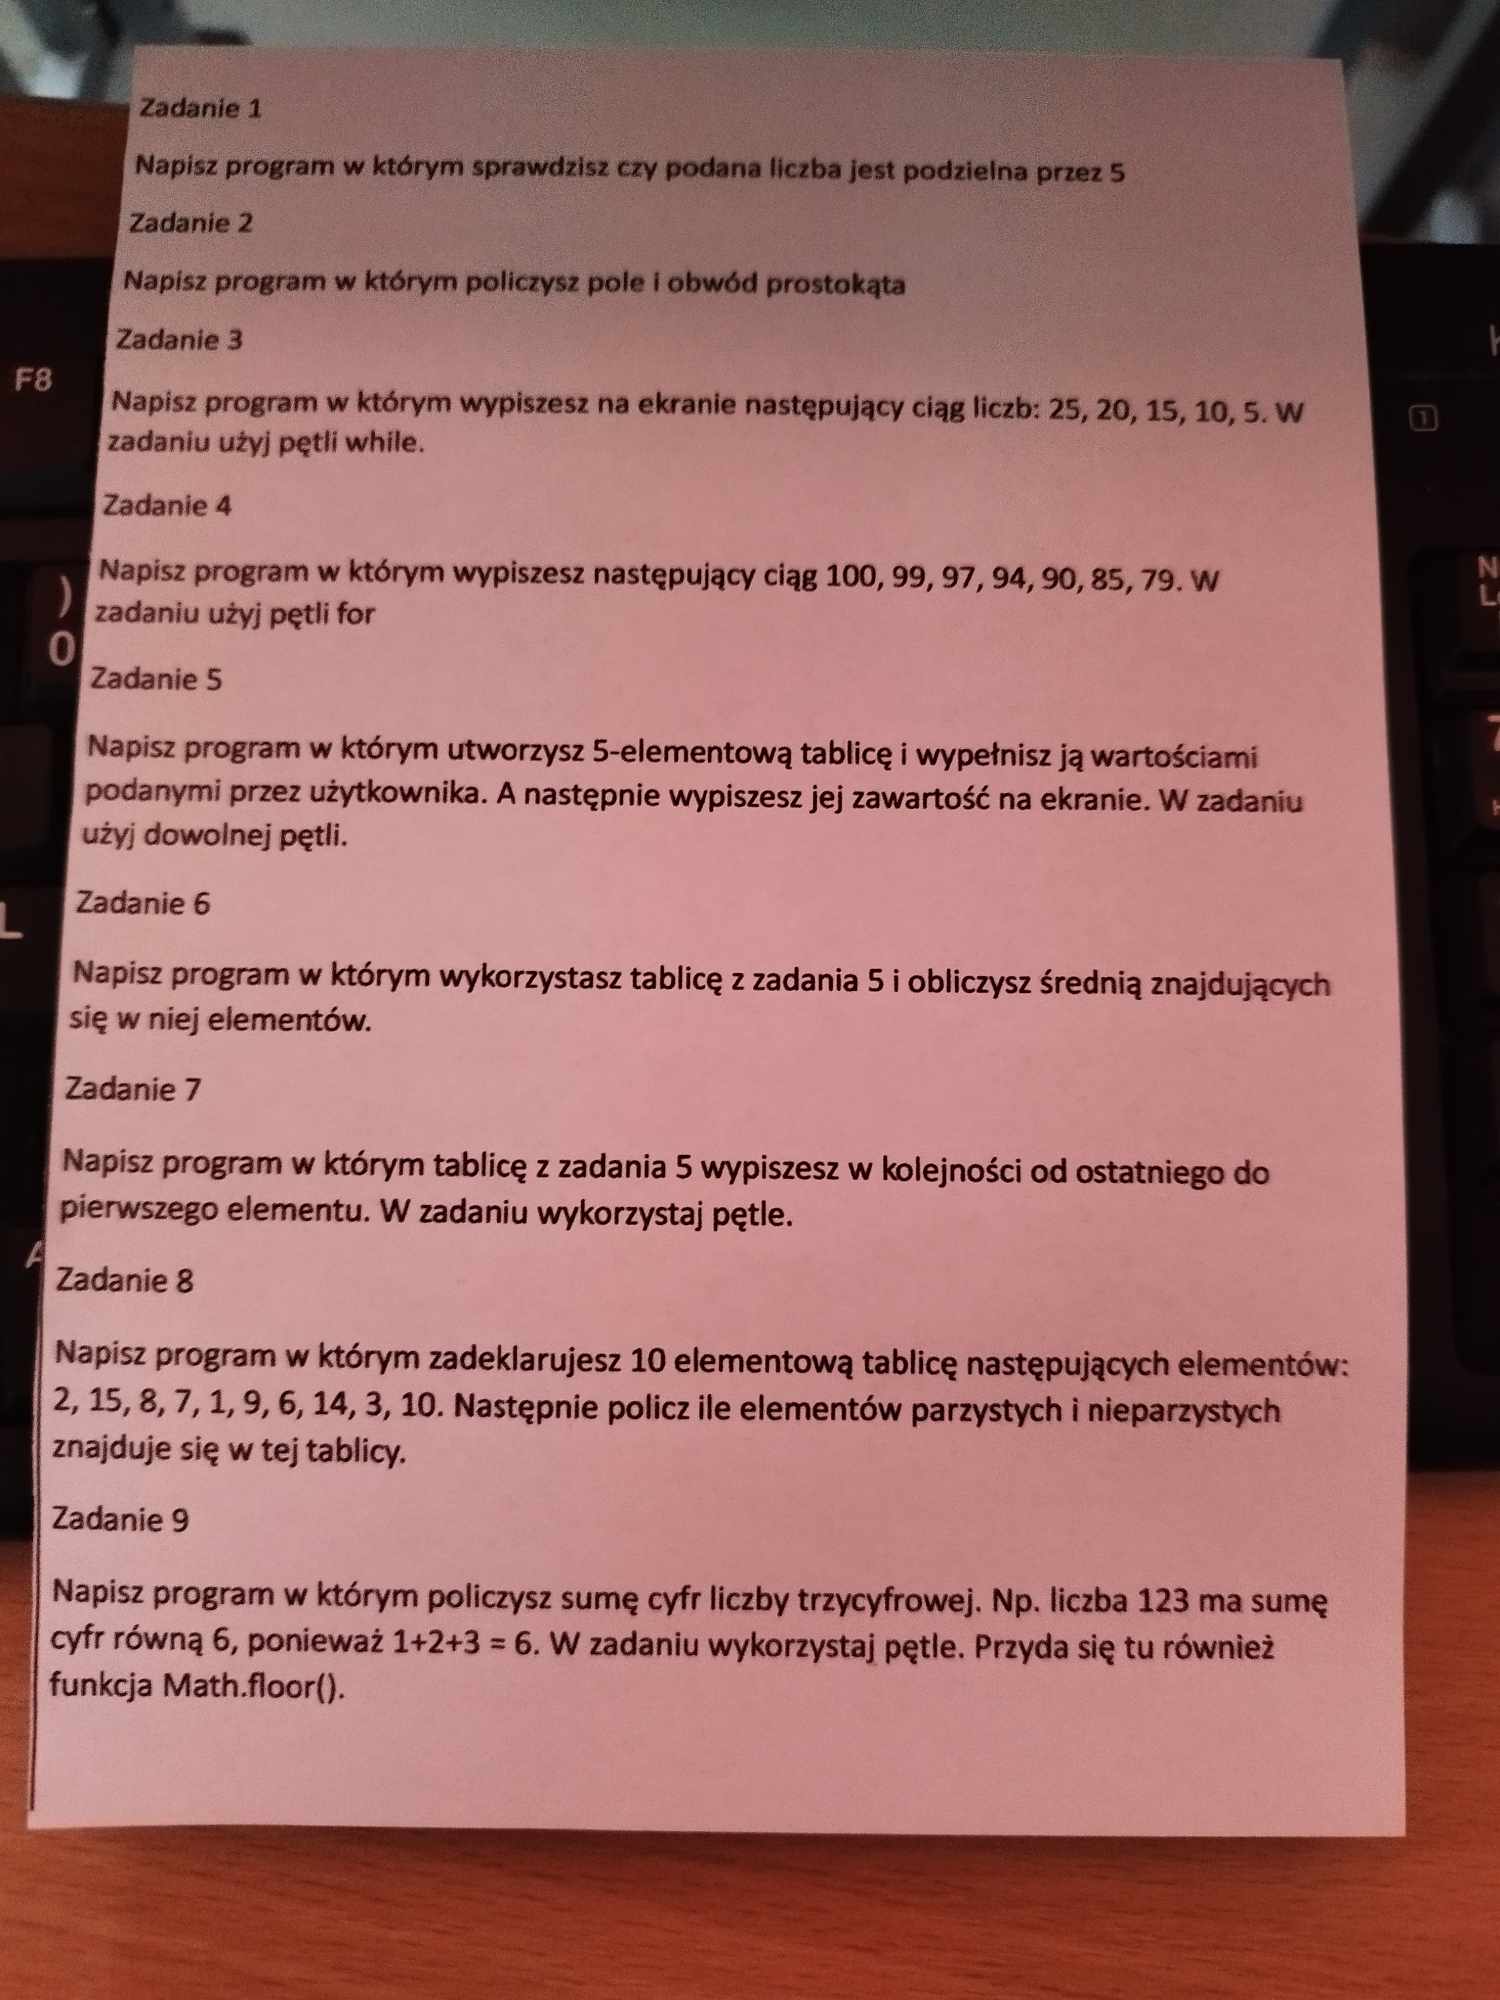 Zadanie 1
Napisz program w którym sprawdzisz czy podana liczba jest podzielna przez 5
Zadanie 2
Napisz program w którym policzysz pole i obwód prostokąta
Zadanie 3
Napisz program w którym wypiszesz na ekranie następujący ciąg liczb: 25, 20, 15, 10, 5. W
zadaniu użyj pętli while.
Zadanie 4
Napisz program w którym wypiszesz następujący ciąg 100, 99, 97, 94, 90, 85, 79. W
zadaniu użyj pętli for
Zadanie 5
Napisz program w którym utworzysz 5-elementową tablicę i wypełnisz ją wartościami
podanymi przez użytkownika. A następnie wypiszesz jej zawartość na ekranie. W zadaniu
użyj dowolnej pętli.
Zadanie 6
Napisz program w którym wykorzystasz tablicę z zadania 5 i obliczysz średnią znajdujących
się w niej elementów.
Zadanie 7
Napisz program w którym tablicę z zadania 5 wypiszesz w kolejności od ostatniego do
pierwszego elementu. W zadaniu wykorzystaj pętle.
Zadanie 8
Napisz program w którym zadeklarujesz 10 elementową tablicę następujących elementów:
2, 15, 8, 7, 1, 9, 6, 14, 3, 10. Następnie policz ile elementów parzystych i nieparzystych
znajduje się w tej tablicy.
Zadanie 9
Napisz program w którym policzysz sumę cyfr liczby trzycyfrowej. Np. liczba 123 ma sumę
cyfr równą 6, ponieważ 1+2+3 = 6. W zadaniu wykorzystaj pętle. Przyda się tu również
funkcja Math.floor().
F8
)
0
L
A
1
7